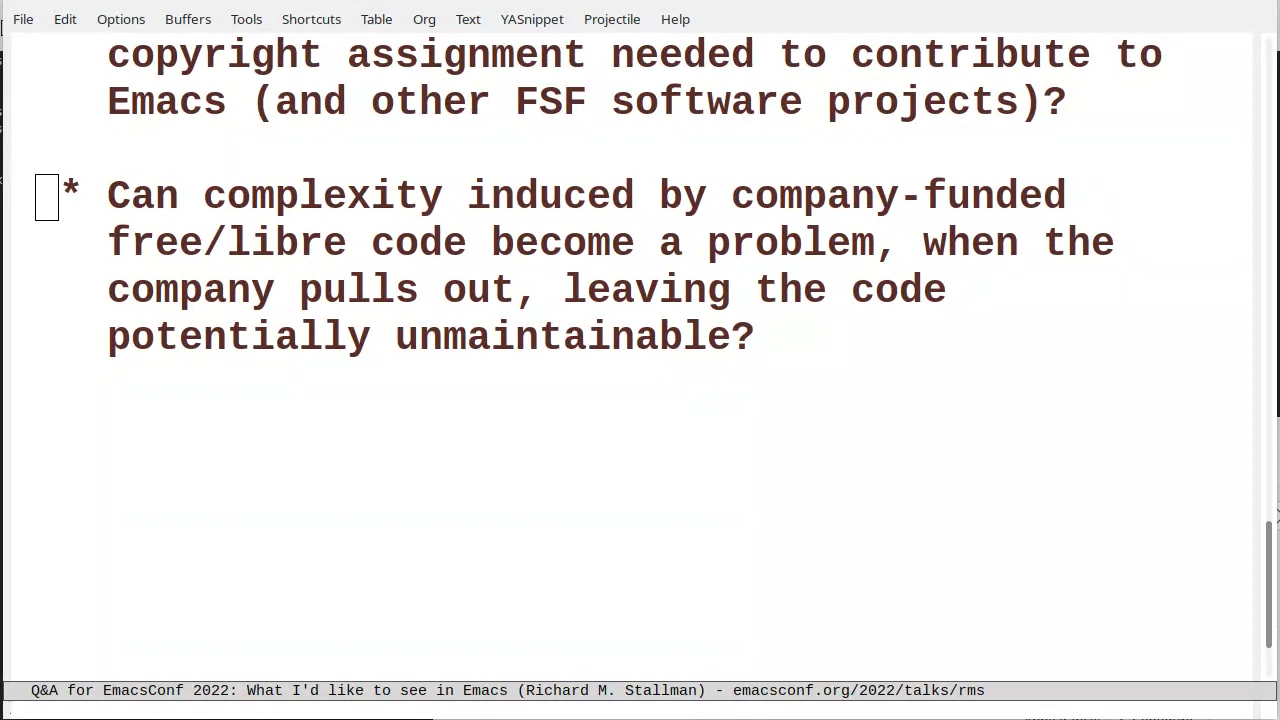 File Edit Options Buffers Tools Shortcuts Table Org Text YASnippet Projectile Help
copyright assignment needed to contribute to
Emacs (and other FSF software projects)?
* Can complexity induced by company-funded
free/libre code become a problem, when the
company pulls out, leaving the code
potentially unmaintainable?
Q&A for EmacsConf 2022: What I'd like to see in Emacs (Richard M. Stallman) - emacsconf.org/2022/talks/rms